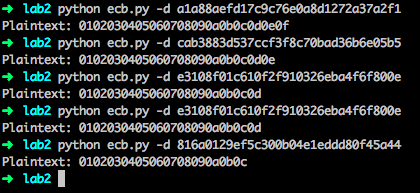 ➜ lab2 python ecb.py -d a1a88aefd17c9c76e0a8d1272a37a2f1
Plaintext: 0102030405060708090a0b0c0d0e0f
➜ lab2 python ecb.py -d cab3883d537ccf3f8c70bad36b6e05b5
Plaintext: 0102030405060708090a0b0c0d0e
➜ lab2 python ecb.py -d e3108f01c610f2f910326eba4f6f800e
Plaintext: 0102030405060708090a0b0c0d
➜ lab2 python ecb.py -d e3108f01c610f2f910326eba4f6f800e
Plaintext: 0102030405060708090a0b0c0d
➜ lab2 python ecb.py -d 816a0129ef5c300b04e1eddd80f45a44
Plaintext: 0102030405060708090a0b0c
➜ lab2